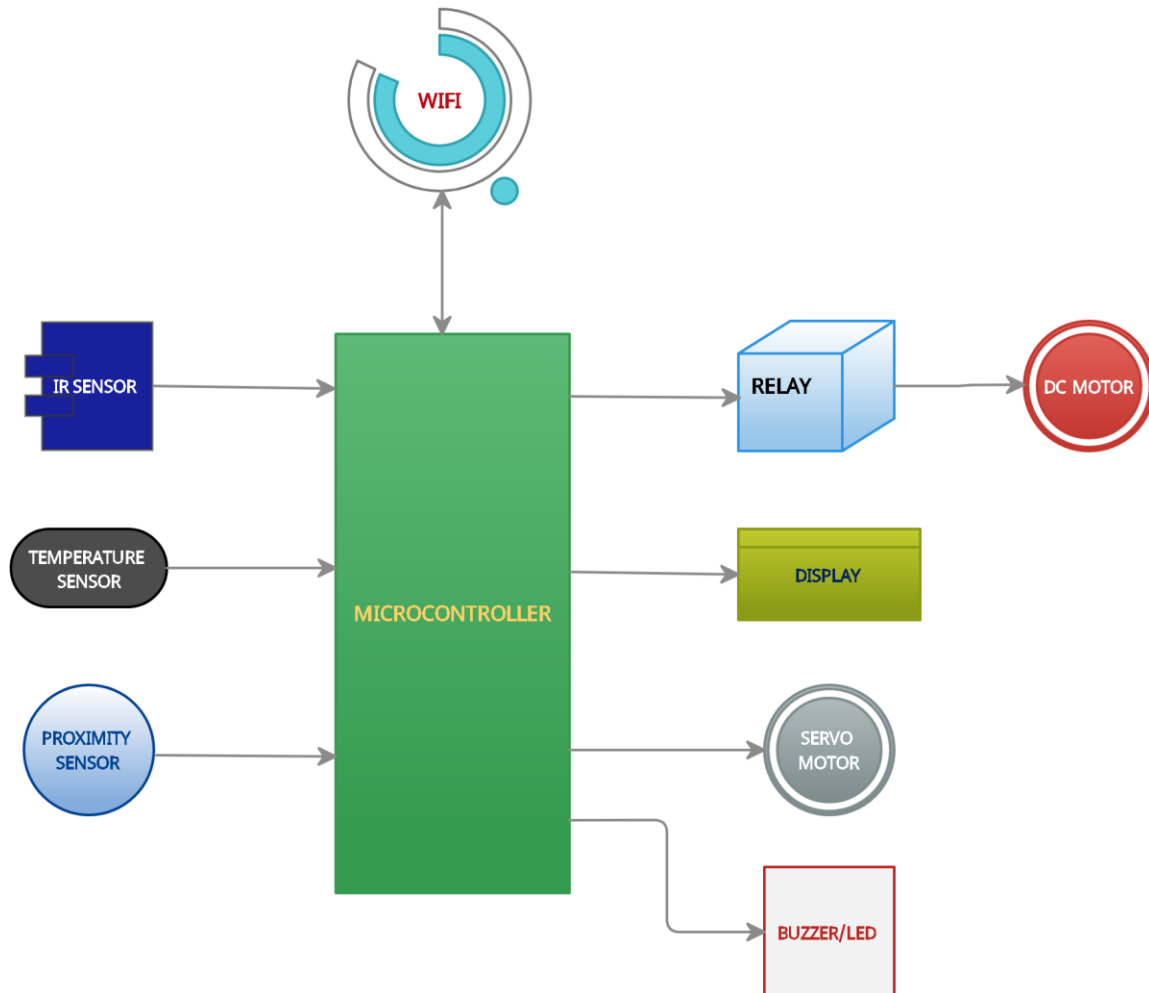 WIFI
IR SENSOR
RELAY
DC MOTOR
TEMPERATURE
SENSOR
DISPLAY
MICROCONTROLLER
PROXIMITY
SENSOR
SERVO
MOTOR
BUZZER/LED